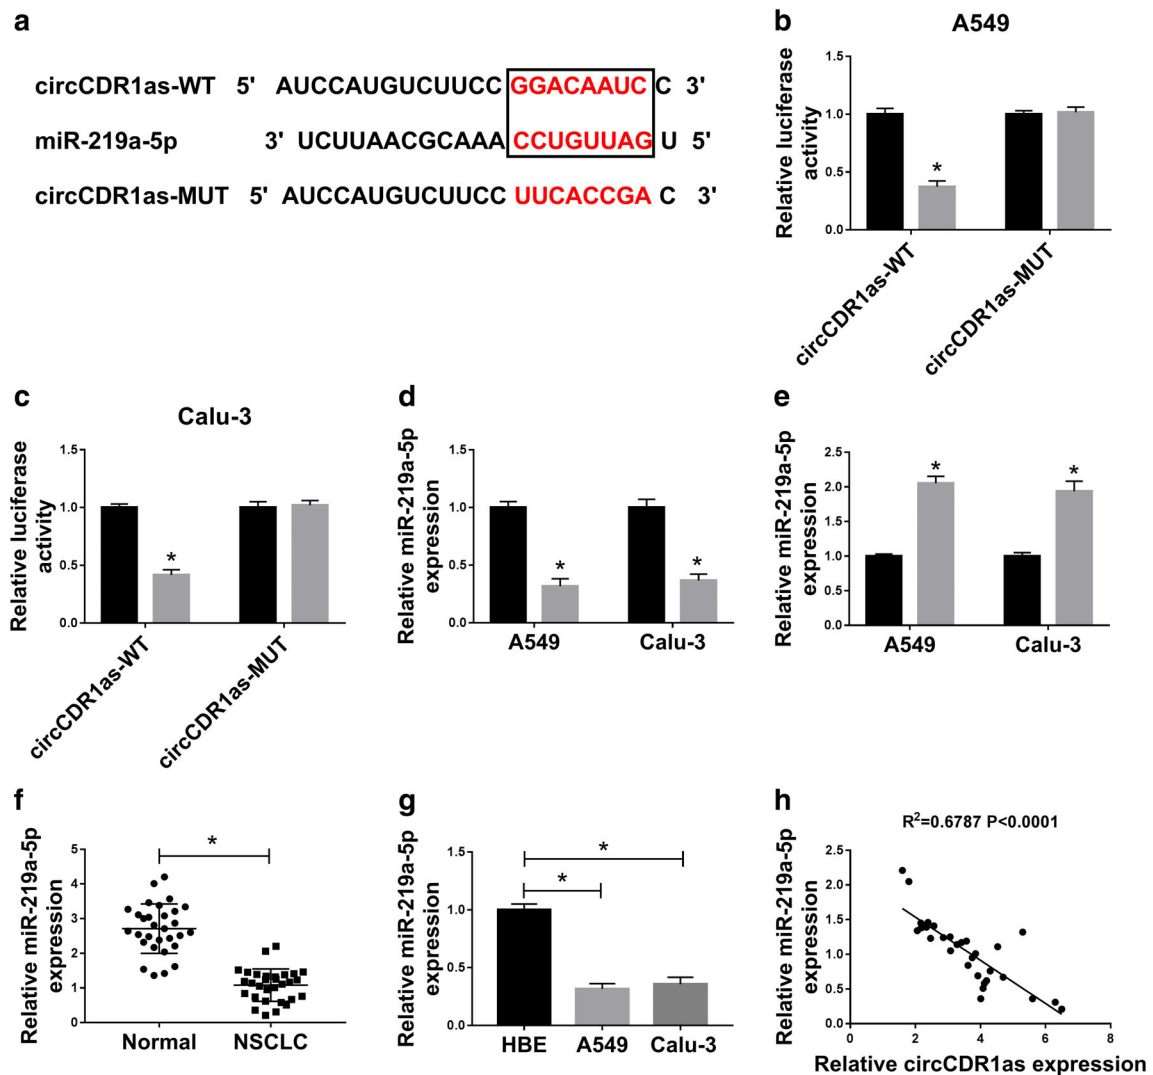 a
circCDR1as-WT 5' AUCCAUGUCUUCC GGACAAUC C 3'
miR-219a-5p 3' UCUUAACGCAAA CCUGUUAG U 5'
circCDR1as-MUT 5' AUCCAUGUCUUCC UUCACCGA C 3'
b
A549
Relative luciferase
activity
1.5
1.0
0.5
0.0
*
circCDR1as-WT
circCDR1as-MUT
c
Calu-3
Relative luciferase
activity
1.5
1.0
0.5
0.0
*
circCDR1as-WT
circCDR1as-MUT
d
Relative miR-219a-5p
expression
1.5
1.0
0.5
0.0
* *
A549 Calu-3
e
Relative miR-219a-5p
expression
2.5
2.0
1.5
1.0
0.5
0.0
* *
A549 Calu-3
f
Relative miR-219a-5p
expression
5
4
3
2
1
0
*
Normal NSCLC
g
Relative miR-219a-5p
expression
1.5
1.0
0.5
0.0
*
*
HBE A549 Calu-3
h
R²=0.6787 P<0.0001
Relative miR-219a-5p
expression
2.5
2.0
1.5
1.0
0.5
0.0
0 2 4 6 8
Relative circCDR1as expression